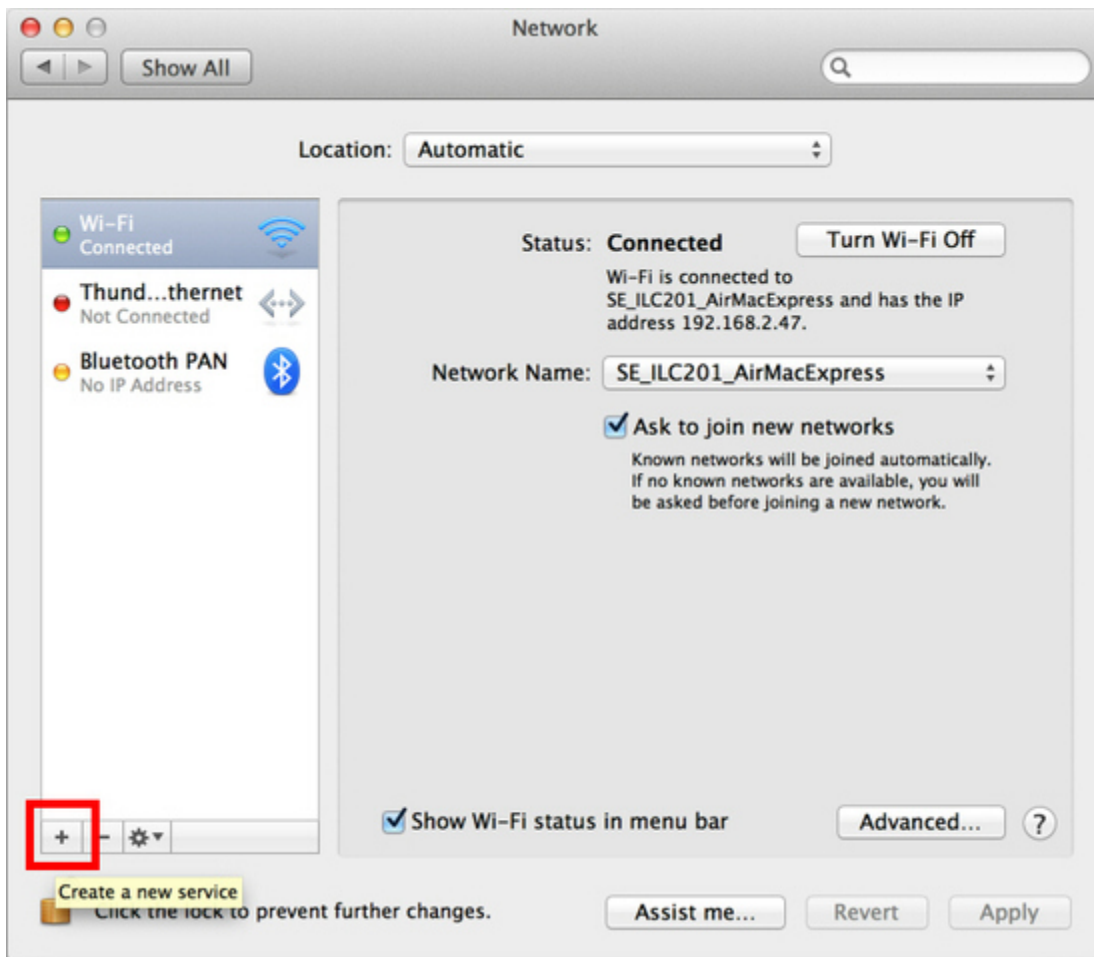 Network
Show All
Location: Automatic
Wi-Fi
Connected
Thund...thernet
Not Connected
Bluetooth PAN
No IP Address
Status: Connected
Turn Wi-Fi Off
Wi-Fi is connected to
SE_ILC201_AirMacExpress and has the IP
address 192.168.2.47.
Network Name: SE_ILC201_AirMacExpress
Ask to join new networks
Known networks will be joined automatically.
If no known networks are available, you will
be asked before joining a new network.
Show Wi-Fi status in menu bar
Advanced...
?
+ −
Create a new service
Click the lock to prevent further changes.
Assist me...
Revert
Apply